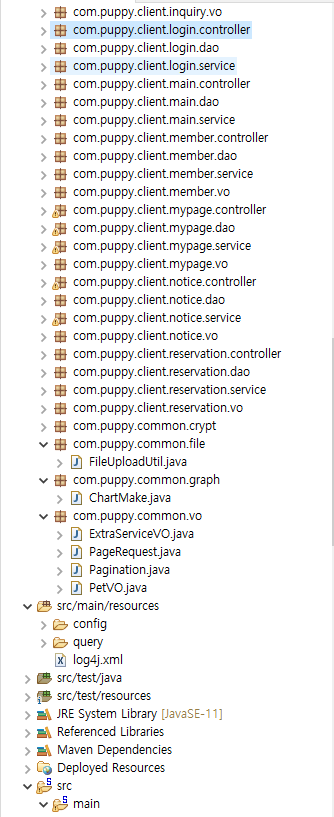 com.puppy.client.inquiry.vo
com.puppy.client.login.controller
com.puppy.client.login.dao
com.puppy.client.login.service
com.puppy.client.main.controller
com.puppy.client.main.dao
com.puppy.client.main.service
com.puppy.client.member.controller
com.puppy.client.member.dao
com.puppy.client.member.service
com.puppy.client.member.vo
com.puppy.client.mypage.controller
com.puppy.client.mypage.dao
com.puppy.client.mypage.service
com.puppy.client.mypage.vo
com.puppy.client.notice.controller
com.puppy.client.notice.dao
com.puppy.client.notice.service
com.puppy.client.notice.vo
com.puppy.client.reservation.controller
com.puppy.client.reservation.dao
com.puppy.client.reservation.service
com.puppy.client.reservation.vo
com.puppy.common.crypt
com.puppy.common.file
FileUploadUtil.java
com.puppy.common.graph
ChartMake.java
com.puppy.common.vo
ExtraServiceVO.java
PageRequest.java
Pagination.java
PetVO.java
src/main/resources
config
query
log4j.xml
src/test/java
src/test/resources
JRE System Library [JavaSE-11]
Referenced Libraries
Maven Dependencies
Deployed Resources
src
main